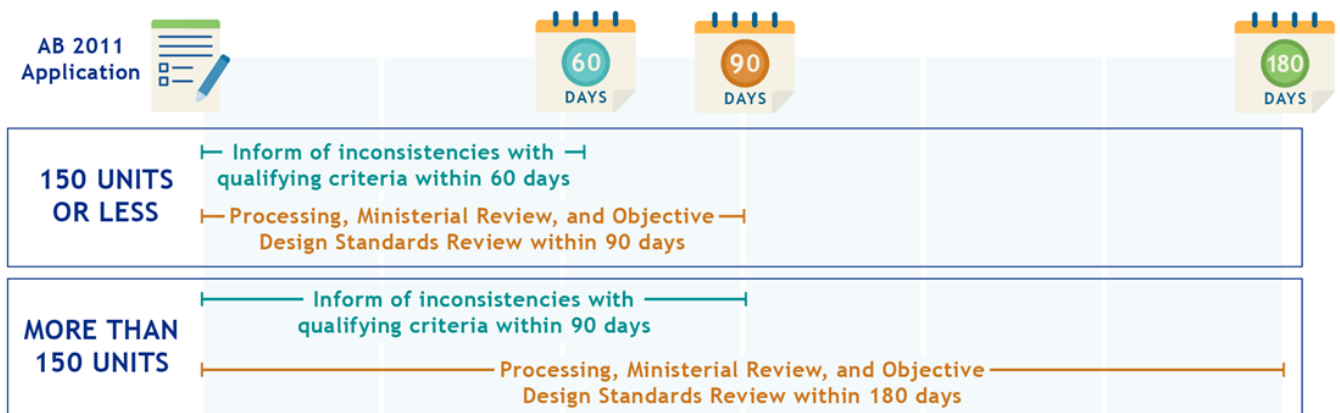 AB 2011
Application
60
DAYS
90
DAYS
180
DAYS
150 UNITS
OR LESS
Inform of inconsistencies with
qualifying criteria within 60 days
Processing, Ministerial Review, and Objective
Design Standards Review within 90 days
MORE THAN
150 UNITS
Inform of inconsistencies with
qualifying criteria within 90 days
Processing, Ministerial Review, and Objective
Design Standards Review within 180 days